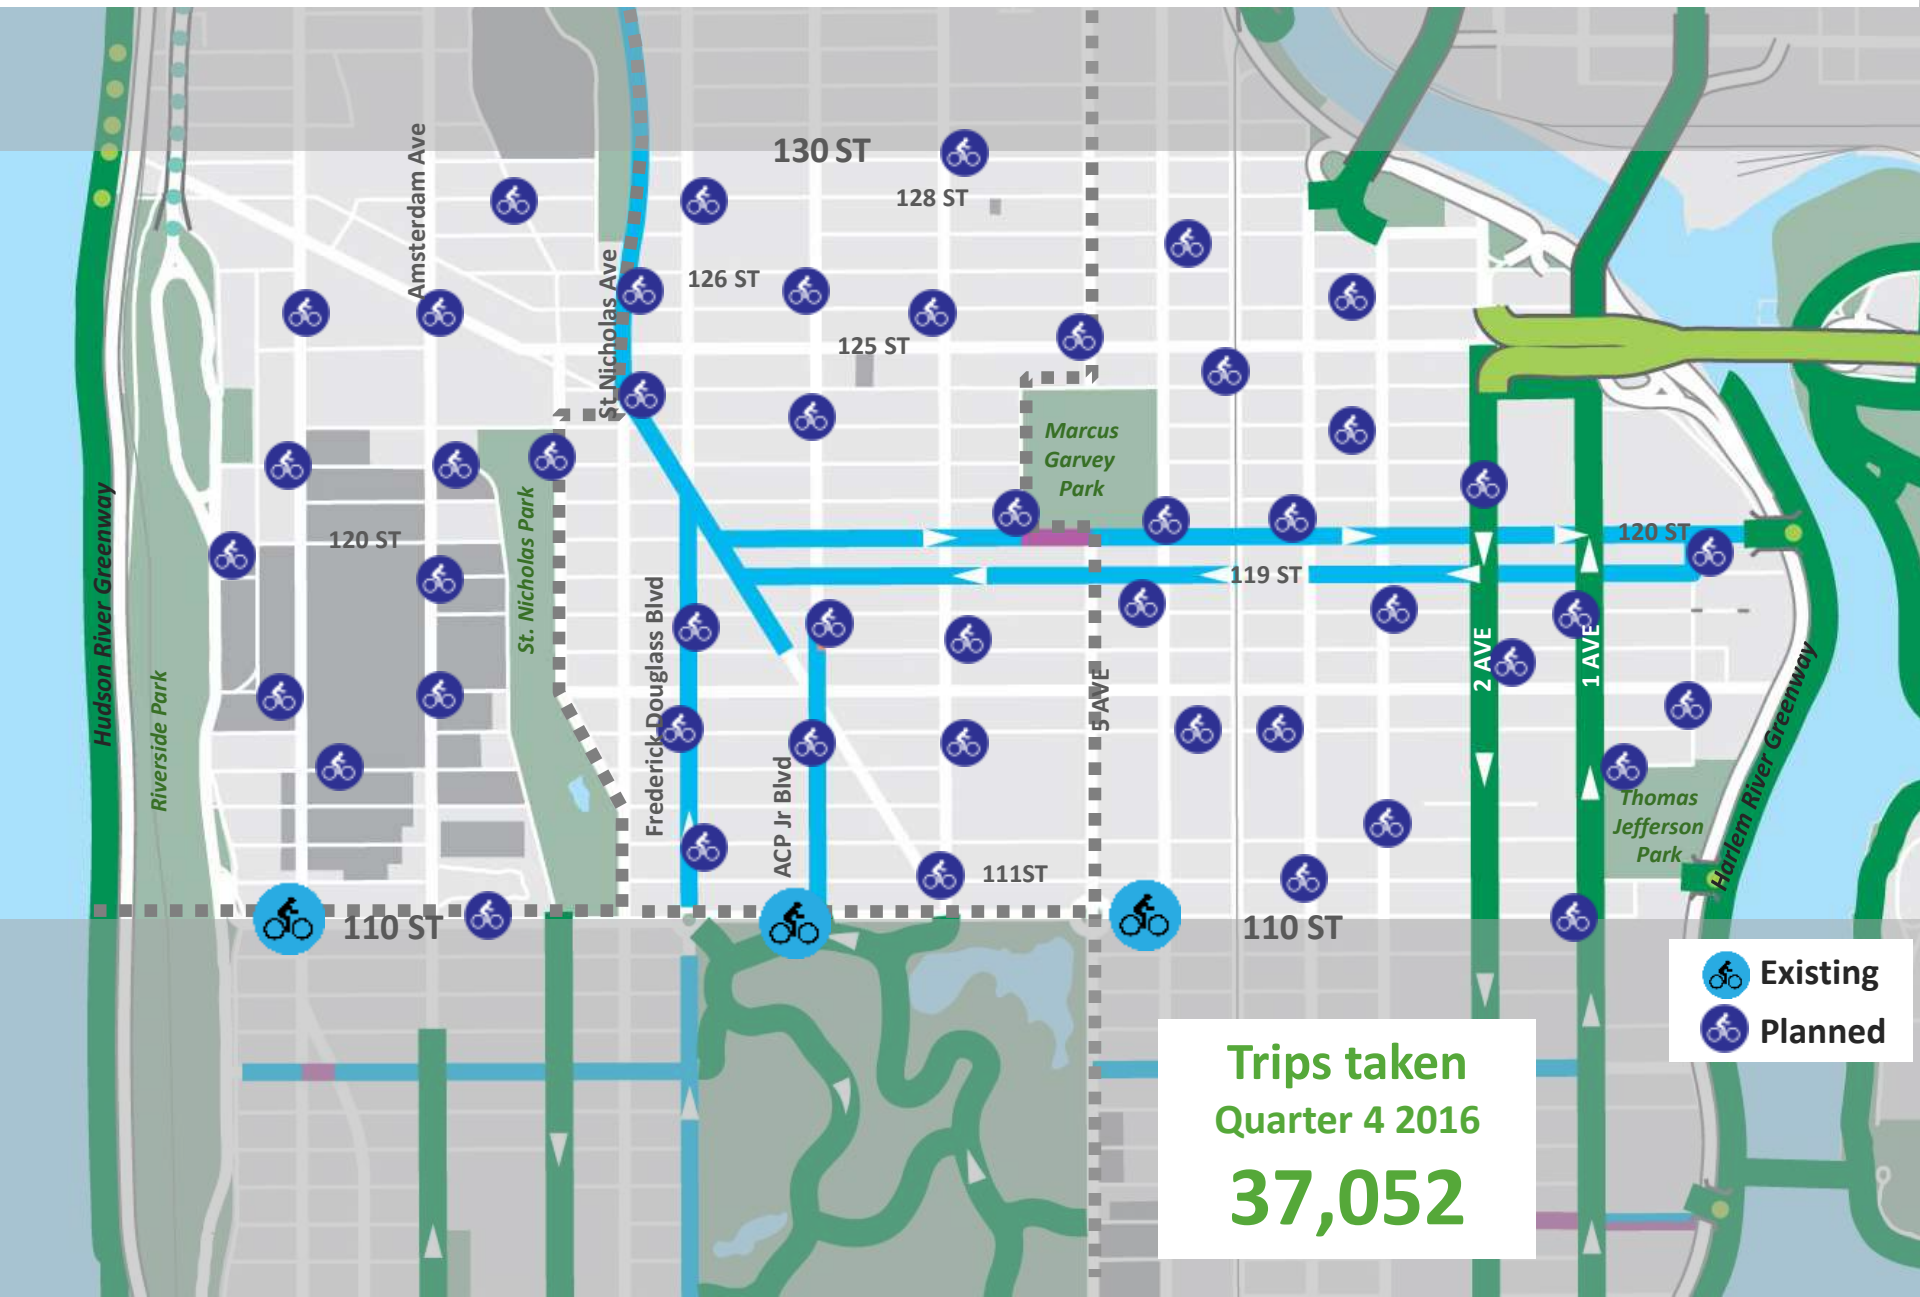 130 ST
Amsterdam Ave
128 ST
St Nicholas Ave
126 ST
125 ST
Marcus
Garvey
Park
Hudson River Greenway
120 ST
St. Nicholas Park
120 ST
119 ST
Riverside Park
Frederick Douglass Blvd
5 AVE
2 AVE
1 AVE
Harlem River Greenway
ACP Jr Blvd
Thomas
Jefferson
Park
111ST
110 ST
110 ST
Existing
Planned
Trips taken
Quarter 4 2016
37,052